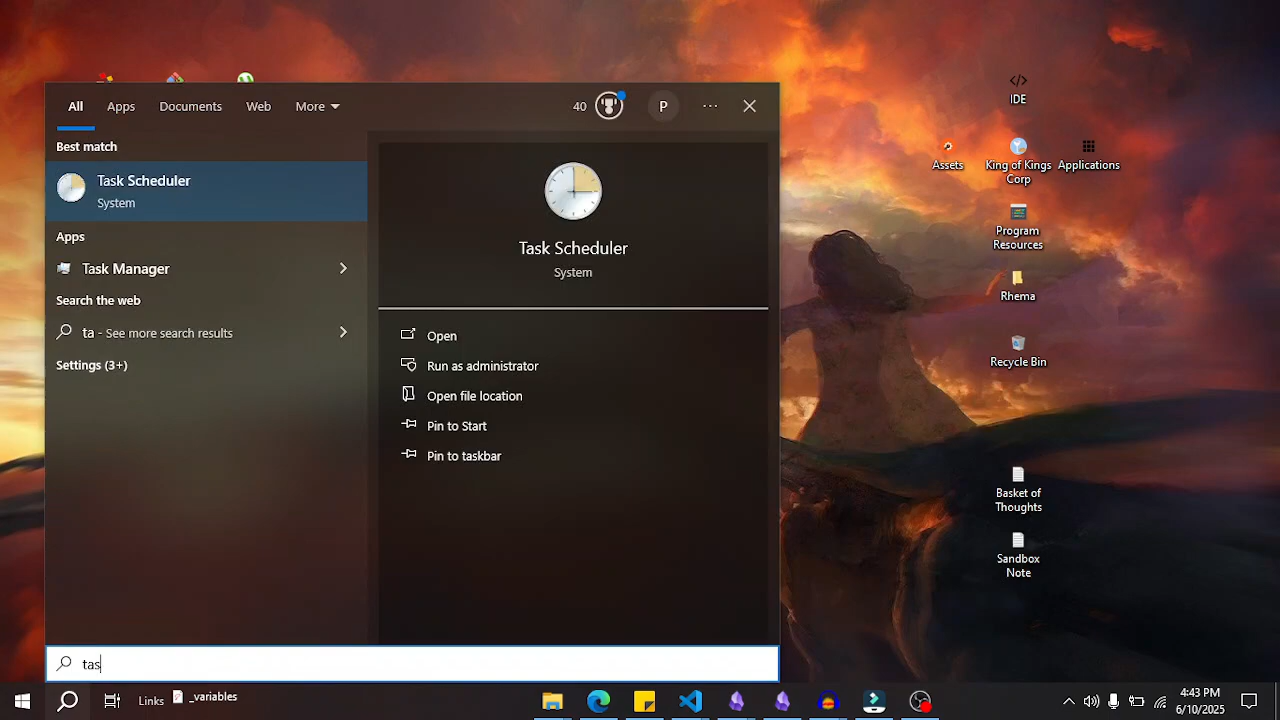 All Apps Documents Web More 40 P ...
Best match
Task Scheduler
System
Apps
Task Manager
Search the web
ta - See more search results
Settings (3+)
Task Scheduler
System
Open
Run as administrator
Open file location
Pin to Start
Pin to taskbar
tas
IDE
Assets
King of Kings
Corp
Applications
Program
Resources
Rhema
Recycle Bin
Basket of
Thoughts
Sandbox
Note
Links _variables
4:43 PM
6/10/2025